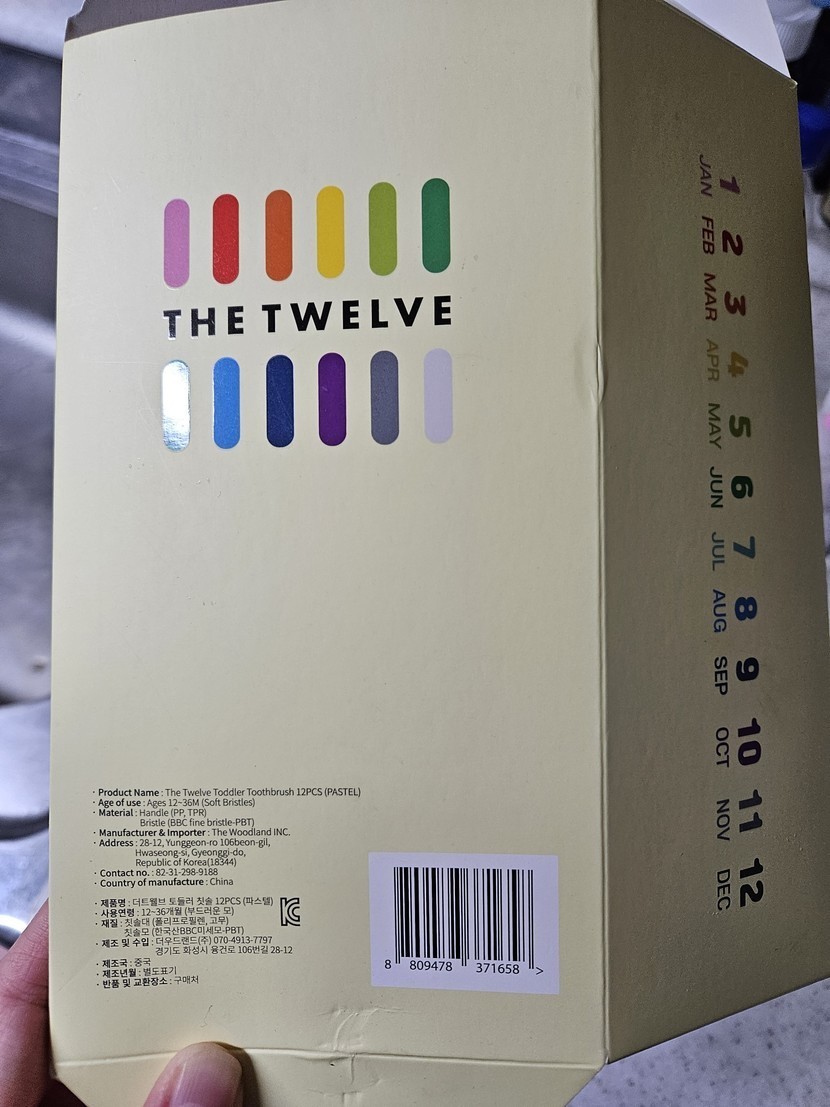 THE TWELVE
· Product Name : The Twelve Toddler Toothbrush 12PCS (PASTEL)
· Age of use : Ages 12~36M (Soft Bristles)
· Material : Handle (PP, TPR)
Bristle (BBC fine bristle-PBT)
· Manufacturer & Importer : The Woodland INC.
· Address : 28-12, Yunggeon-ro 106beon-gil,
Hwaseong-si, Gyeonggi-do,
Republic of Korea(18344)
· Contact no. : 82-31-298-9188
· Country of manufacture : China
· 제품명 : 더트웰브 토들러 칫솔 12PCS (파스텔)
· 사용연령 : 12~36개월 (부드러운 모)
· 재질 : 칫솔대 (폴리프로필렌, 고무)
칫솔모 (한국산BBC미세모-PBT)
· 제조 및 수입 : 더우드랜드(주) 070-4913-7797
경기도 화성시 융건로 106번길 28-12
· 제조국 : 중국
· 제조년월 : 별도표기
· 반품 및 교환장소 : 구매처
8 809478 371658 >
1 2 3 4 5 6 7 8 9 10 11 12
JAN FEB MAR APR MAY JUN JUL AUG SEP OCT NOV DEC